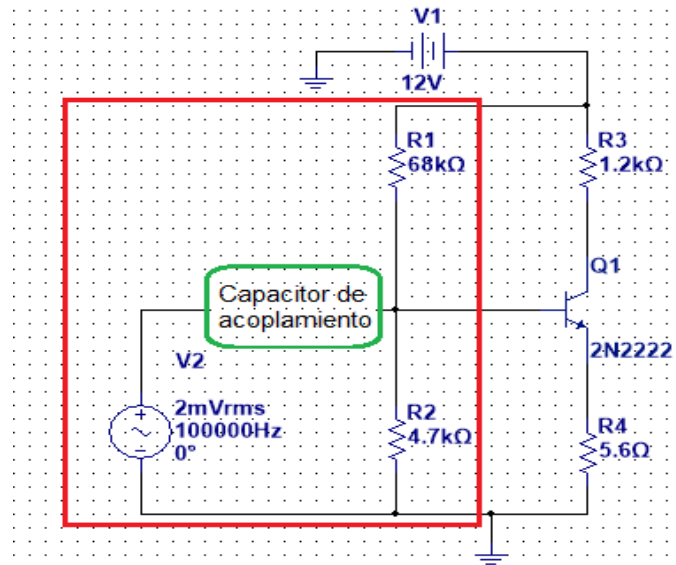 V1
12V
R1
68kΩ
R3
1.2kΩ
Q1
2N2222
Capacitor de
acoplamiento
V2
2mVrms
100000Hz
0°
R2
4.7kΩ
R4
5.6Ω